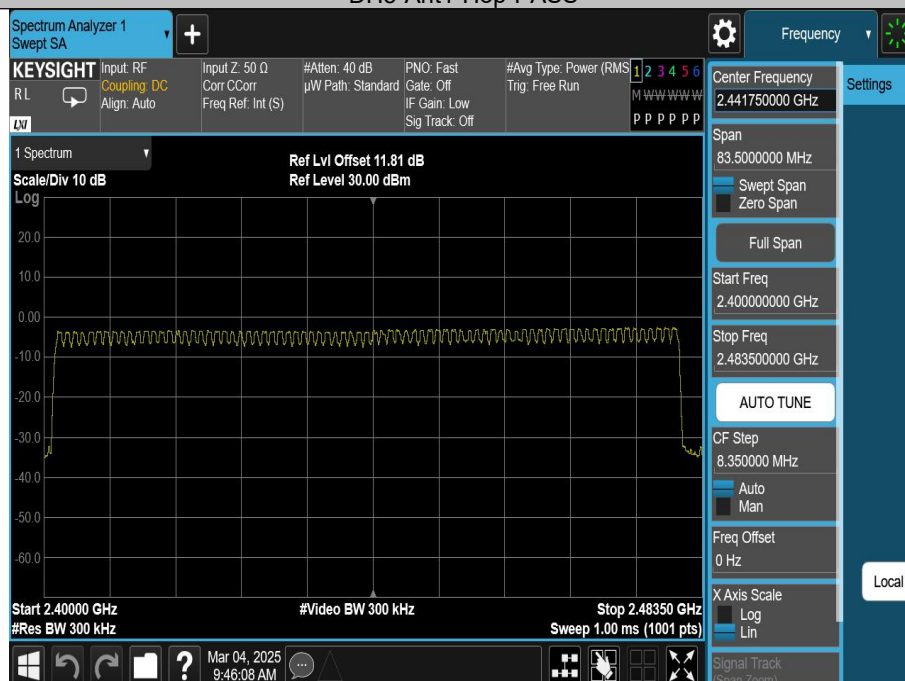 Spectrum Analyzer 1
Swept SA
Frequency
KEYSIGHT
RL
LXI
Input: RF
Coupling: DC
Align: Auto
Input Z: 50 Ω
Corr CCorr
Freq Ref: Int (S)
#Atten: 40 dB
µW Path: Standard
PNO: Fast
Gate: Off
IF Gain: Low
Sig Track: Off
#Avg Type: Power (RMS
Trig: Free Run
1 2 3 4 5 6
M W W W W W
P P P P P P
1 Spectrum
Scale/Div 10 dB
Log
Ref Lvl Offset 11.81 dB
Ref Level 30.00 dBm
20.0
10.0
0.00
-10.0
-20.0
-30.0
-40.0
-50.0
-60.0
Start 2.40000 GHz
#Res BW 300 kHz
#Video BW 300 kHz
Stop 2.48350 GHz
Sweep 1.00 ms (1001 pts)
Mar 04, 2025
9:46:08 AM
Center Frequency
2.441750000 GHz
Span
83.5000000 MHz
Swept Span
Zero Span
Full Span
Start Freq
2.400000000 GHz
Stop Freq
2.483500000 GHz
AUTO TUNE
CF Step
8.350000 MHz
Auto
Man
Freq Offset
0 Hz
X Axis Scale
Log
Lin
Signal Track
(Span Zoom)
Settings
Local